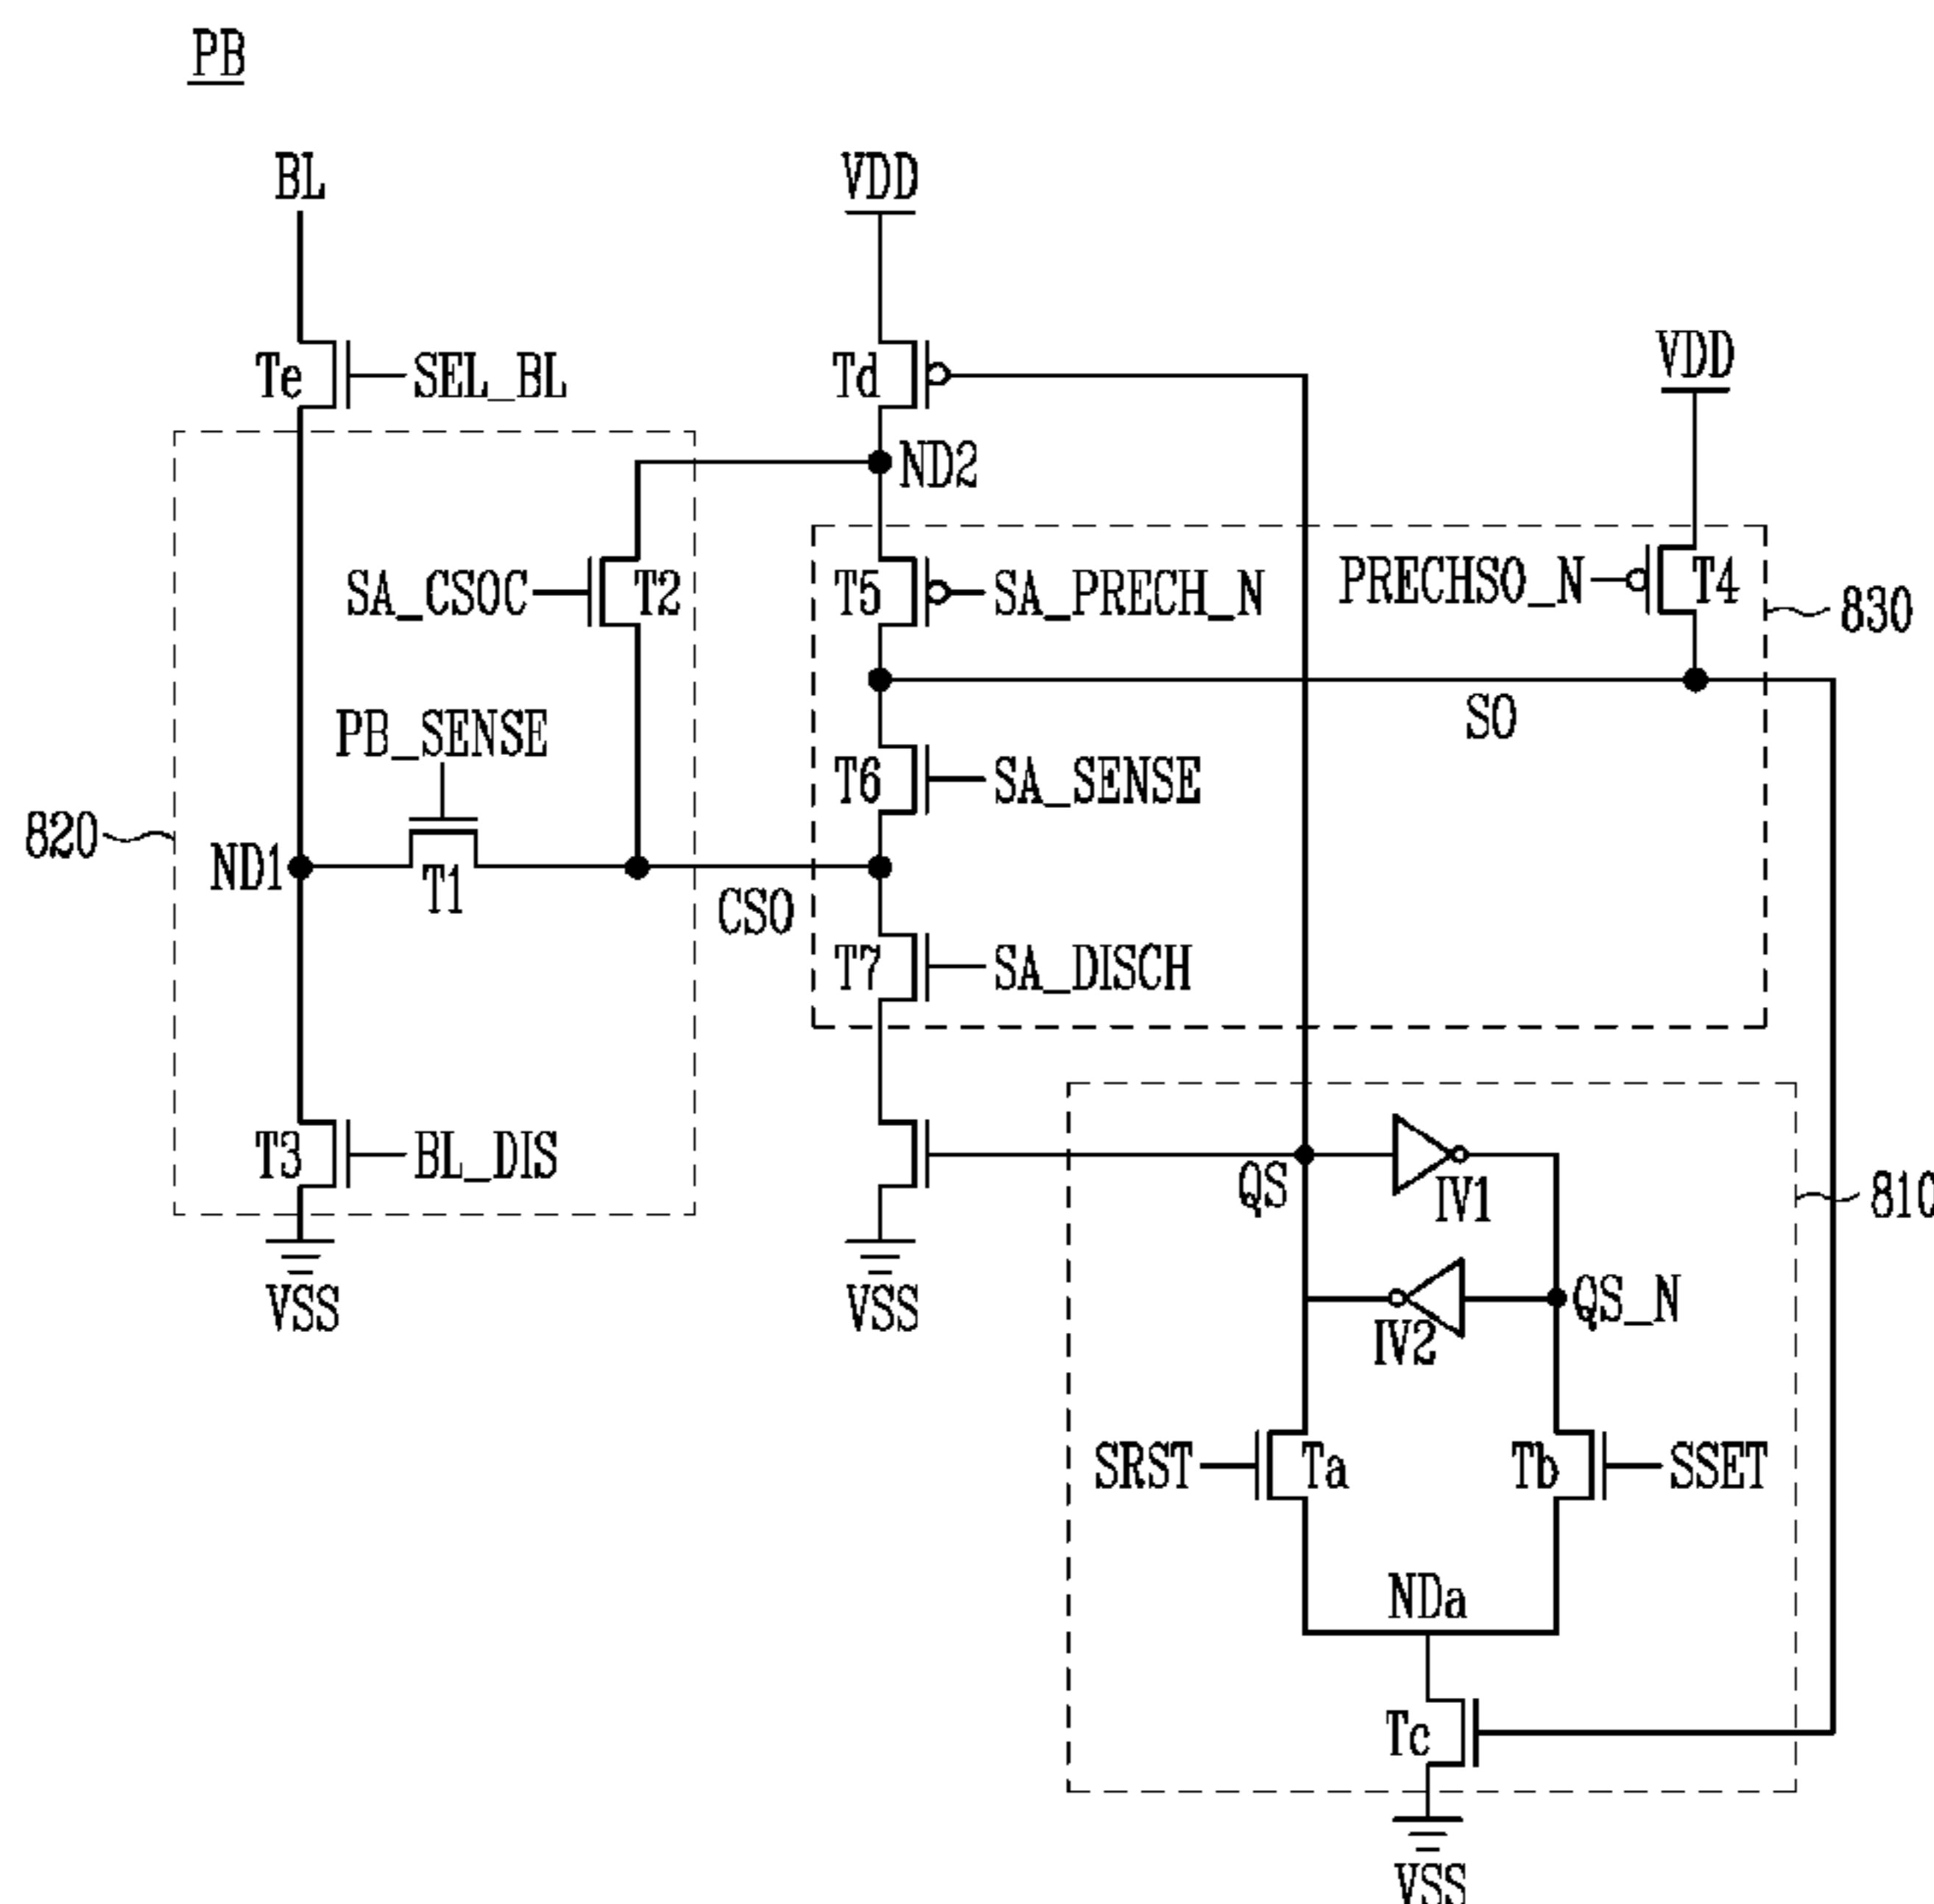 PB
BL
VDD
Te
SEL_BL
Td
VDD
ND2
SA_CSOC
T2
T5
SA_PRECH_N
PRECHSO_N
T4
830
SO
PB_SENSE
T6
SA_SENSE
820
ND1
T1
CSO
T7
SA_DISCH
T3
BL_DIS
QS
IV1
810
VSS
VSS
IV2
QS_N
SRST
Ta
Tb
SSET
NDa
Tc
VSS